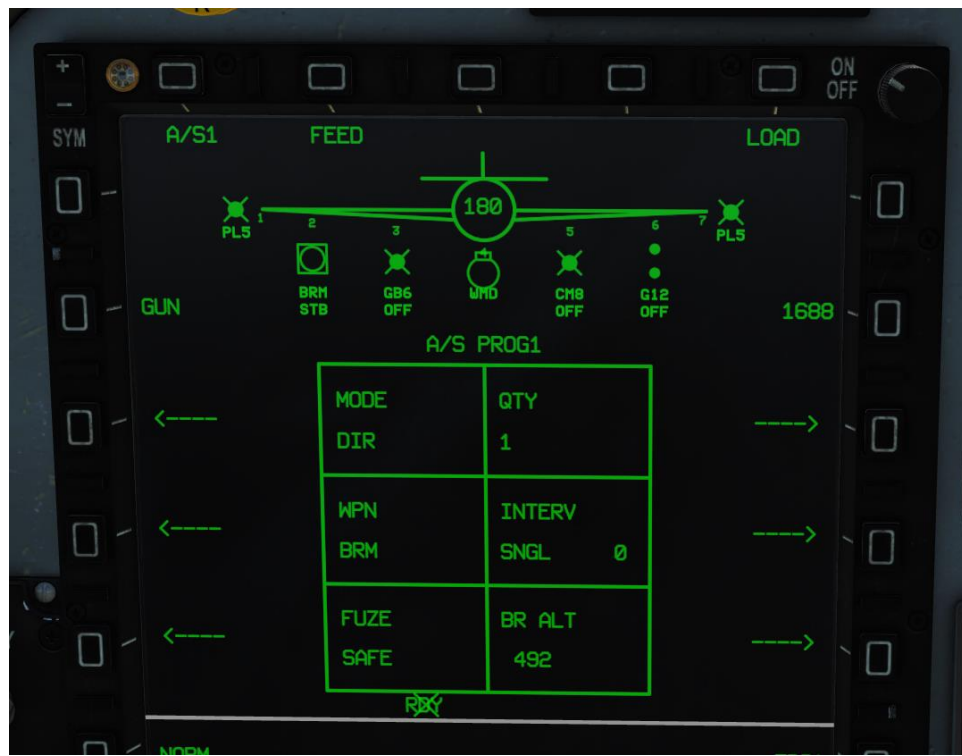 +
ON
OFF
-
SYM
A/S1 FEED LOAD
180
1 2 3 4 5 6 7
PL5 PL5
BRM GB6 WMD CM8 G12
STB OFF OFF OFF
GUN 1688
A/S PROG1
MODE QTY
<---- ---->
DIR 1
WPN INTERV
<---- ---->
BRM SNGL 0
FUZE BR ALT
<---- ---->
SAFE 492
RDY
NORM